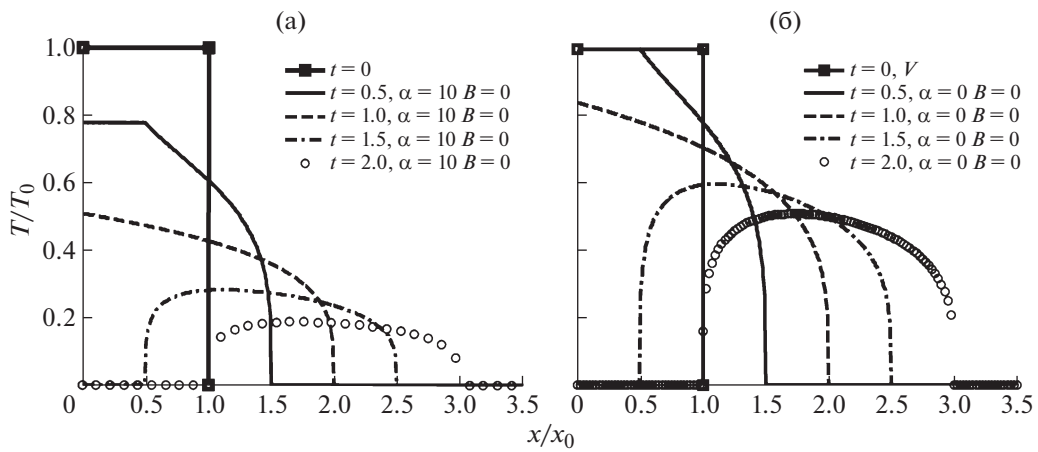 (а)
T/T₀
1.0
0.8
0.6
0.4
0.2
0 0.5 1.0 1.5 2.0 2.5 3.0 3.5
t = 0
t = 0.5, α = 10 B = 0
t = 1.0, α = 10 B = 0
t = 1.5, α = 10 B = 0
t = 2.0, α = 10 B = 0
(б)
t = 0, V
t = 0.5, α = 0 B = 0
t = 1.0, α = 0 B = 0
t = 1.5, α = 0 B = 0
t = 2.0, α = 0 B = 0
0 0.5 1.0 1.5 2.0 2.5 3.0 3.5
x/x₀